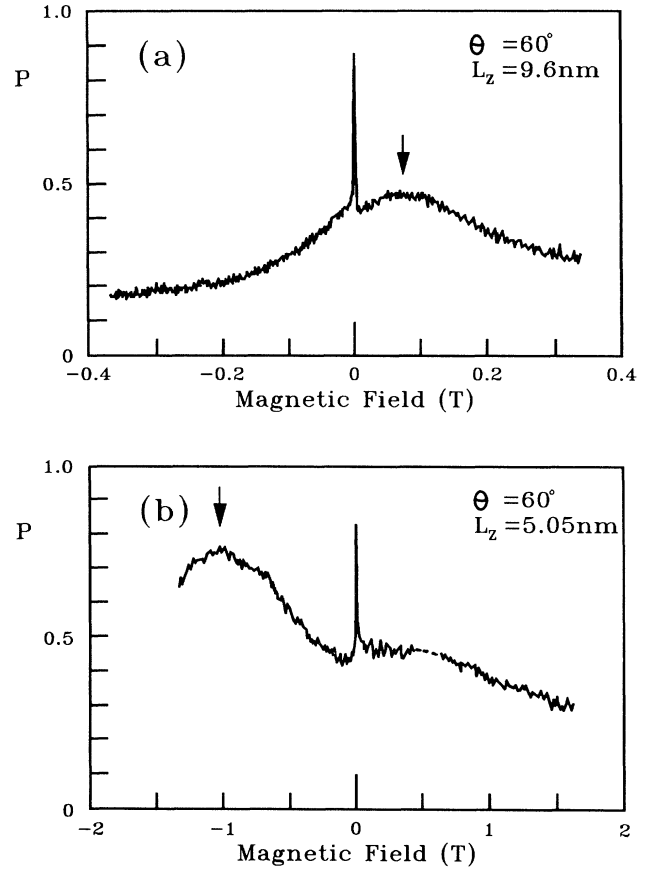 1.0
(a)
Θ =60°
L_z =9.6nm
P
0.5
0
−0.4
−0.2
0
0.2
0.4
Magnetic Field (T)
1.0
(b)
Θ =60°
L_z =5.05nm
P
0.5
0
−2
−1
0
1
2
Magnetic Field (T)